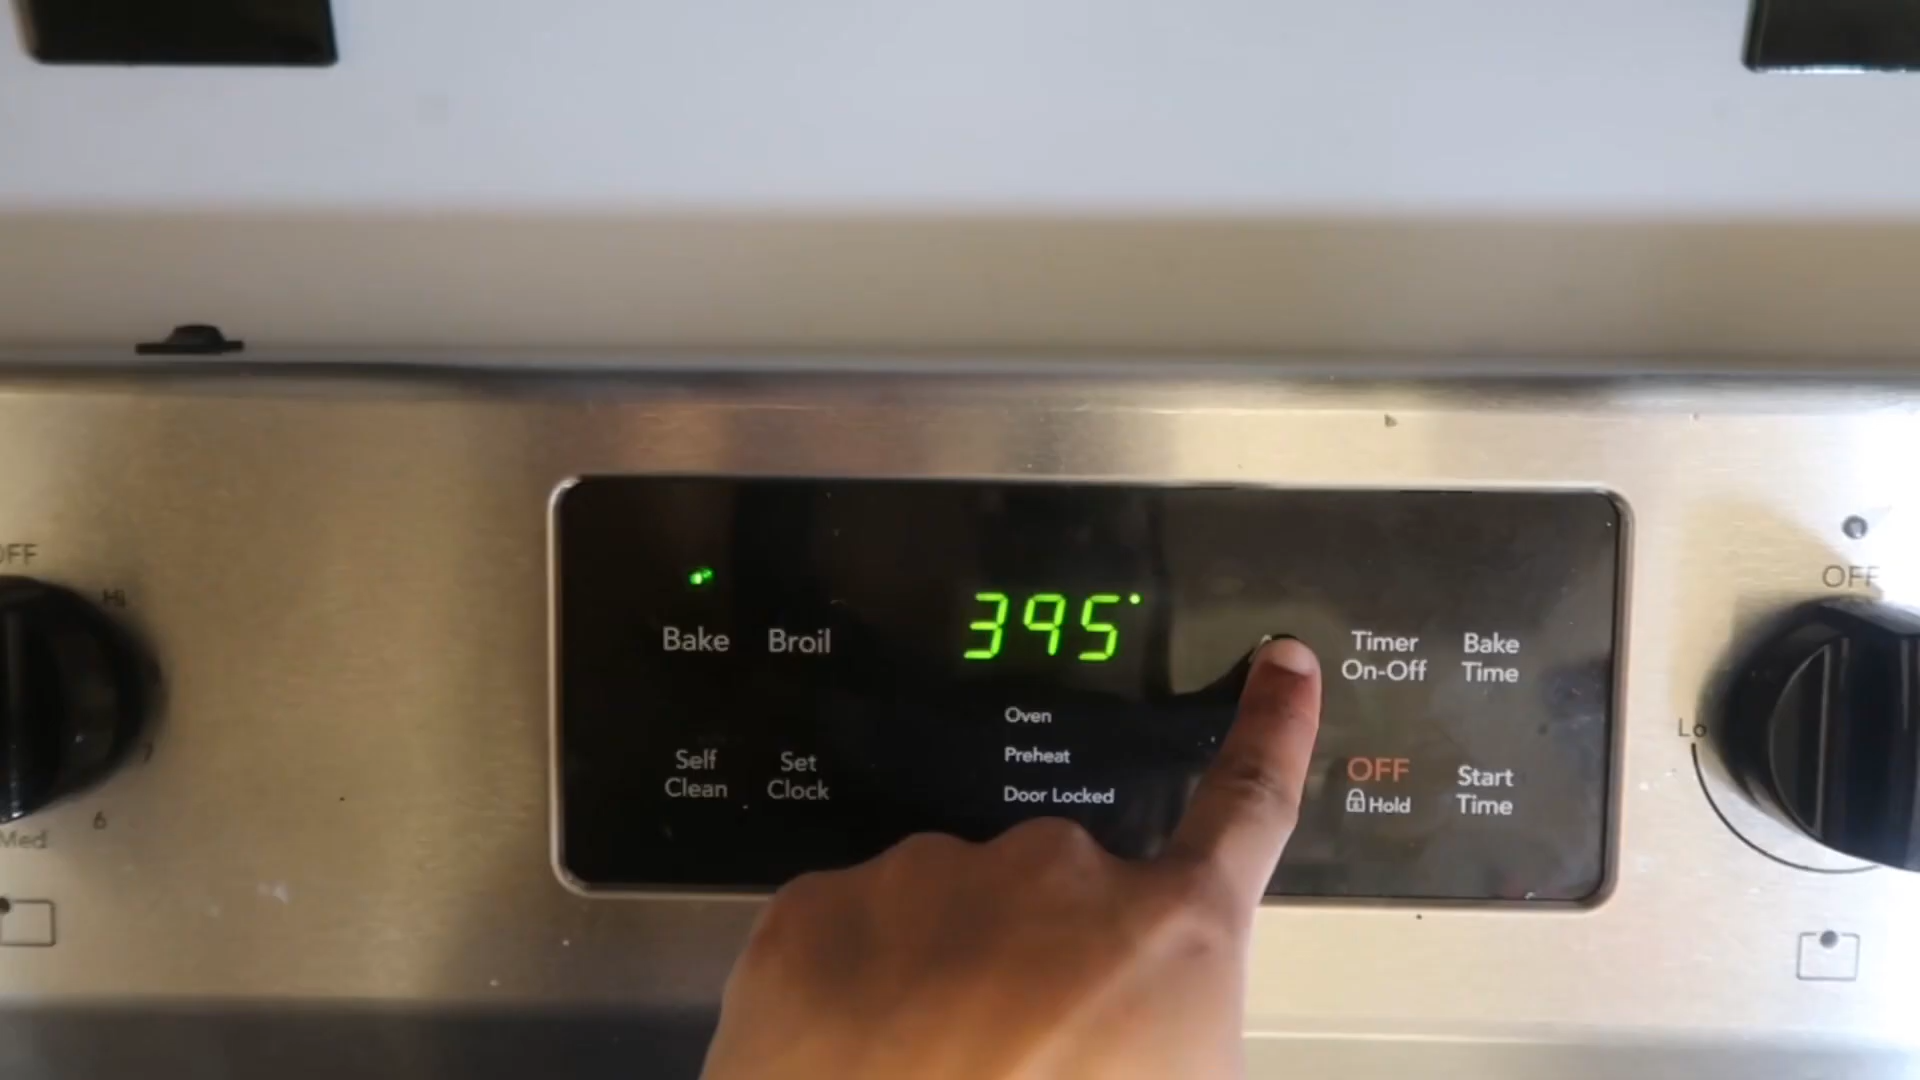 OFF
Hi
6
Med
Bake
Broil
Self
Clean
Set
Clock
395°
Oven
Preheat
Door Locked
Timer
On-Off
Bake
Time
OFF
Hold
Start
Time
OFF
Lo